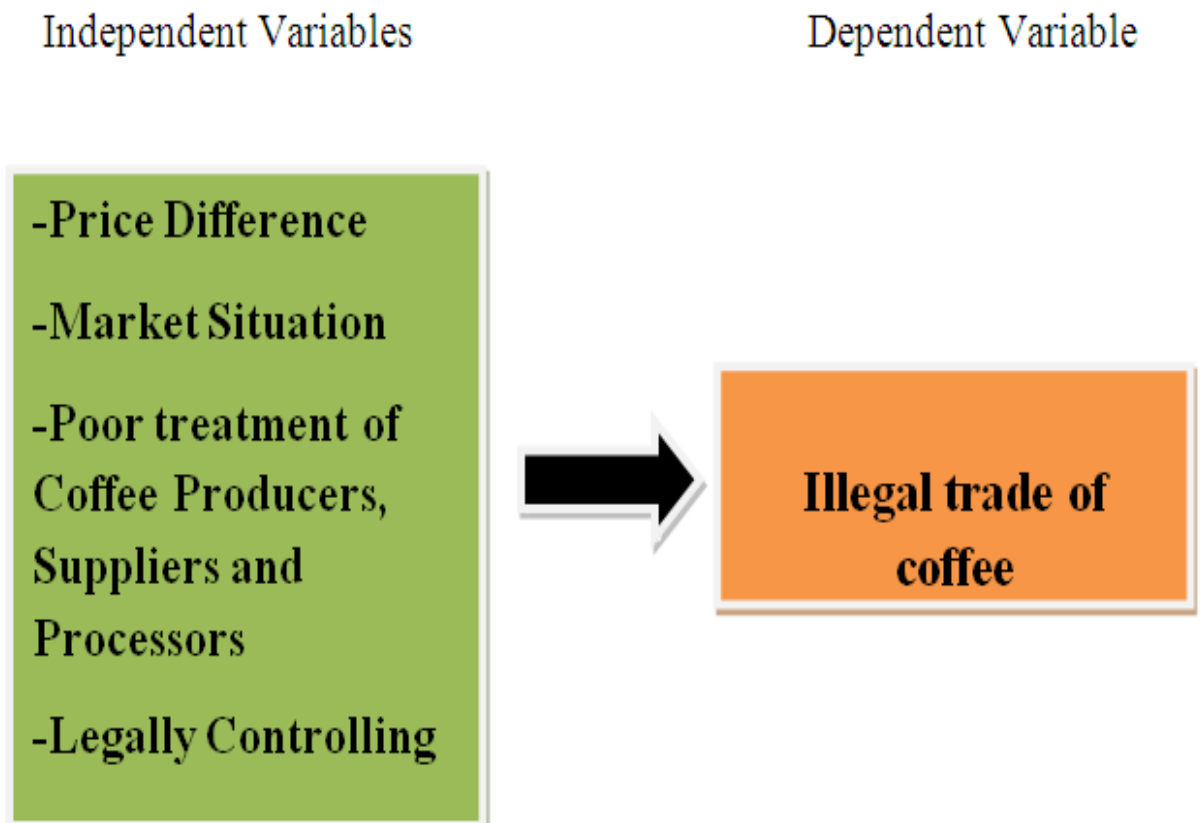 Independent Variables
Dependent Variable
-Price Difference
-Market Situation
-Poor treatment of
Coffee Producers,
Suppliers and
Processors
-Legally Controlling
Illegal trade of
coffee